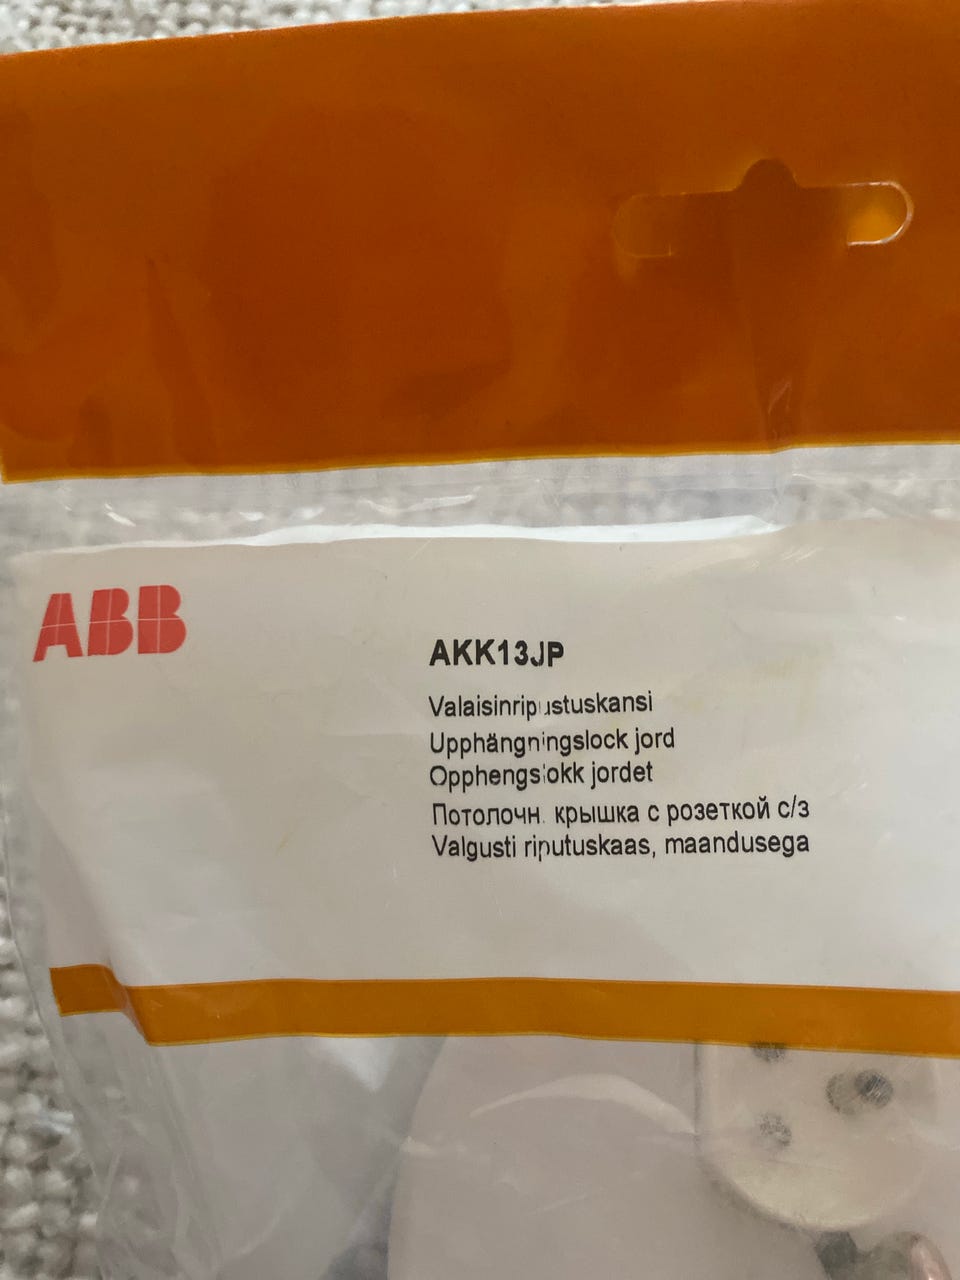 ABB
AKK13JP
Valaisinripustuskansi
Upphängningslock jord
Opphengslokk jordet
Потолочн. крышка с розеткой с/з
Valgusti riputuskaas, maandusega